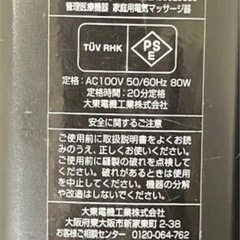 管理医療機器 家庭用電気マッサージ器
TÜV RHK
PS
E
定格：AC100V 50/60Hz 80W
定格時間：20分定格
大東電機工業株式会社
安全に関するご注意
ご使用前に取扱説明書をよくお読
みのうえ、正しくお使いください。
ご使用前に縫製の破れを点検して
ください。破れがあるときは使用
を中止してください。機器の分解
や改造はしないでください。
大東電機工業株式会社
大阪府東大阪市新家東町2-38
お客様ご相談センター 0120-064-762